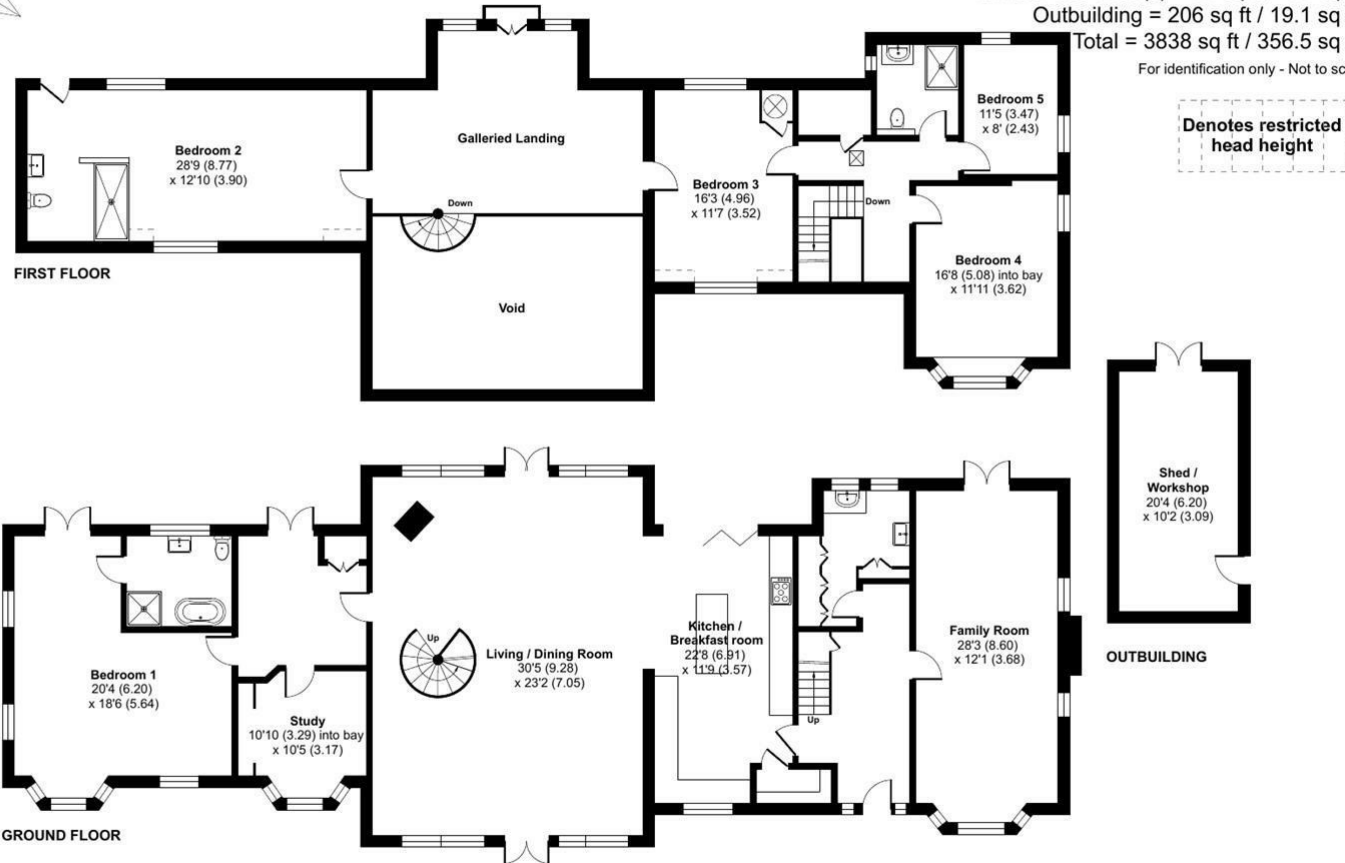 Outbuilding = 206 sq ft / 19.1 sq
Total = 3838 sq ft / 356.5 sq
For identification only - Not to sc
Denotes restricted
head height
Bedroom 5
11'5 (3.47)
x 8' (2.43)
Galleried Landing
Bedroom 2
28'9 (8.77)
x 12'10 (3.90)
Bedroom 3
16'3 (4.96)
x 11'7 (3.52)
Down
Down
Bedroom 4
16'8 (5.08) into bay
x 11'11 (3.62)
FIRST FLOOR
Void
Shed /
Workshop
20'4 (6.20)
x 10'2 (3.09)
OUTBUILDING
Up
Living / Dining Room
30'5 (9.28)
x 23'2 (7.05)
Kitchen /
Breakfast room
22'8 (6.91)
x 11'9 (3.57)
Family Room
28'3 (8.60)
x 12'1 (3.68)
Bedroom 1
20'4 (6.20)
x 18'6 (5.64)
Study
10'10 (3.29) into bay
x 10'5 (3.17)
Up
GROUND FLOOR